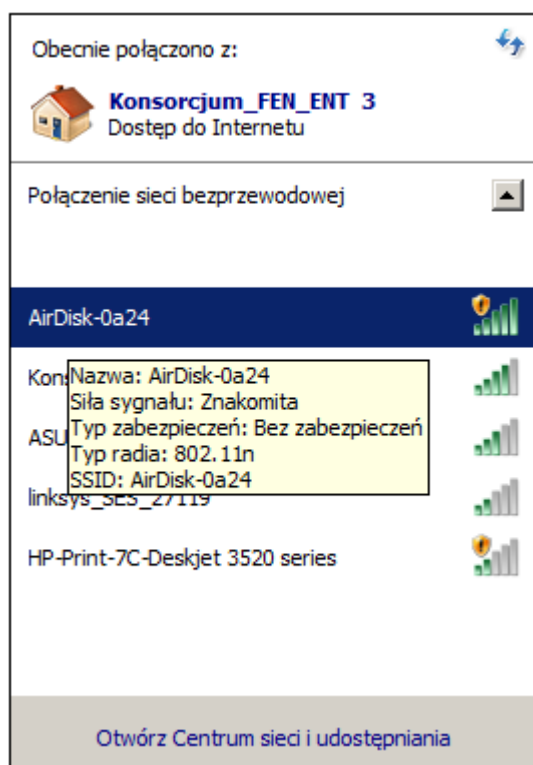 Obecnie połączono z:
Konsorcjum_FEN_ENT 3
Dostęp do Internetu
Połączenie sieci bezprzewodowej
AirDisk-0a24
Nazwa: AirDisk-0a24
Siła sygnału: Znakomita
Typ zabezpieczeń: Bez zabezpieczeń
Typ radia: 802.11n
SSID: AirDisk-0a24
linksys_SES_27119
HP-Print-7C-Deskjet 3520 series
Otwórz Centrum sieci i udostępniania